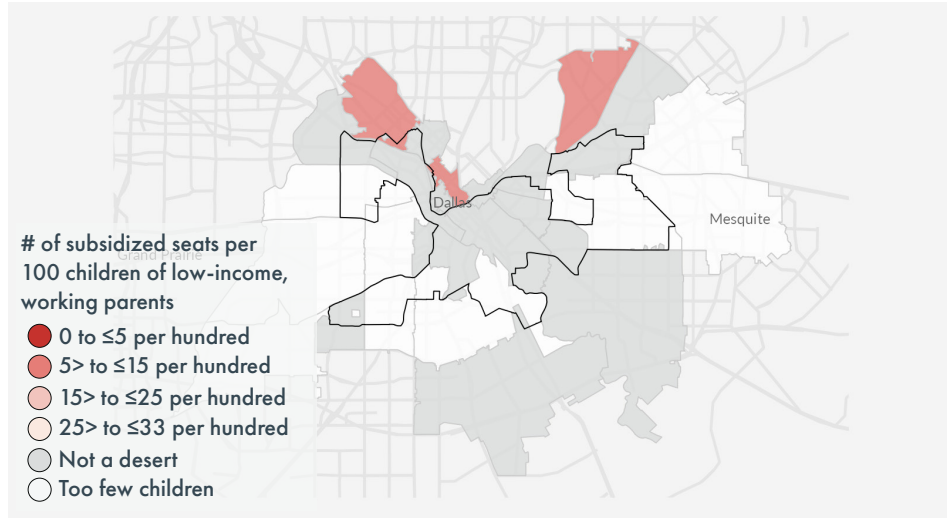 Dallas
Mesquite
Grand Prairie
# of subsidized seats per
100 children of low-income,
working parents
0 to ≤5 per hundred
5> to ≤15 per hundred
15> to ≤25 per hundred
25> to ≤33 per hundred
Not a desert
Too few children